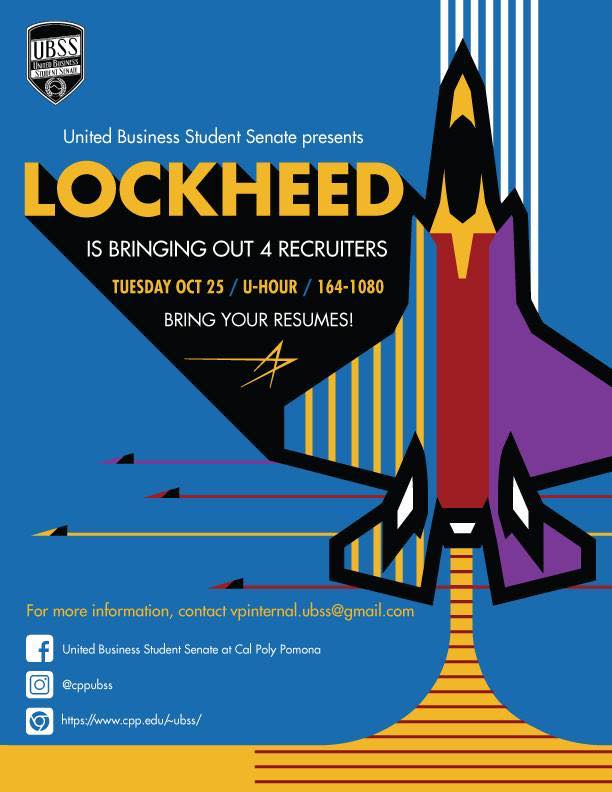 UBSS
UNITED BUSINESS
STUDENT SENATE
United Business Student Senate presents
LOCKHEED
IS BRINGING OUT 4 RECRUITERS
TUESDAY OCT 25 / U-HOUR / 164-1080
BRING YOUR RESUMES!
For more information, contact vpinternal.ubss@gmail.com
United Business Student Senate at Cal Poly Pomona
@cppubss
https://www.cpp.edu/~ubss/